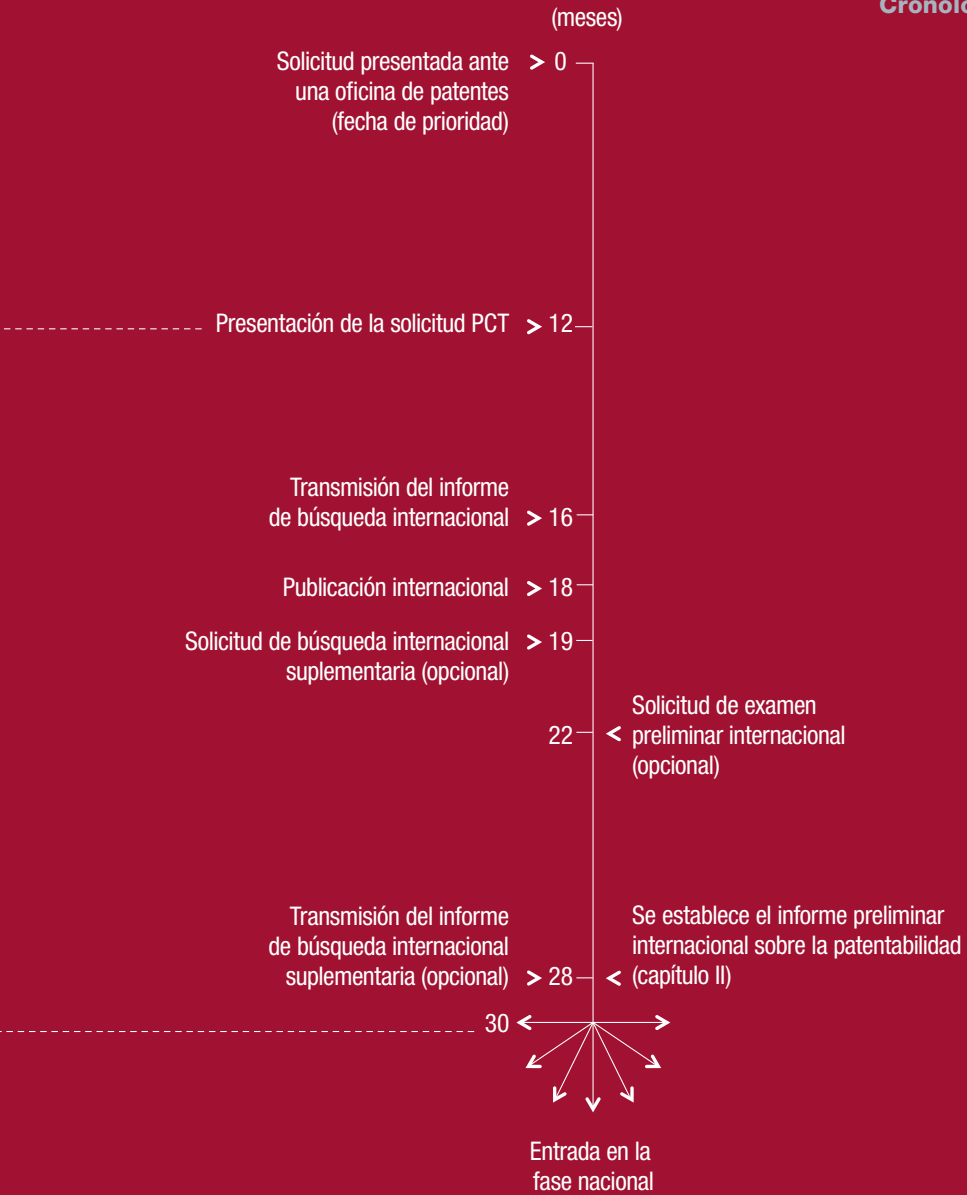 (meses)
Solicitud presentada ante > 0
una oficina de patentes
(fecha de prioridad)
Presentación de la solicitud PCT > 12
Transmisión del informe
de búsqueda internacional > 16
Publicación internacional > 18
Solicitud de búsqueda internacional > 19
suplementaria (opcional)
Solicitud de examen
22 < preliminar internacional
(opcional)
Transmisión del informe
de búsqueda internacional
suplementaria (opcional) > 28
Se establece el informe preliminar
internacional sobre la patentabilidad
< (capítulo II)
30
Entrada en la
fase nacional